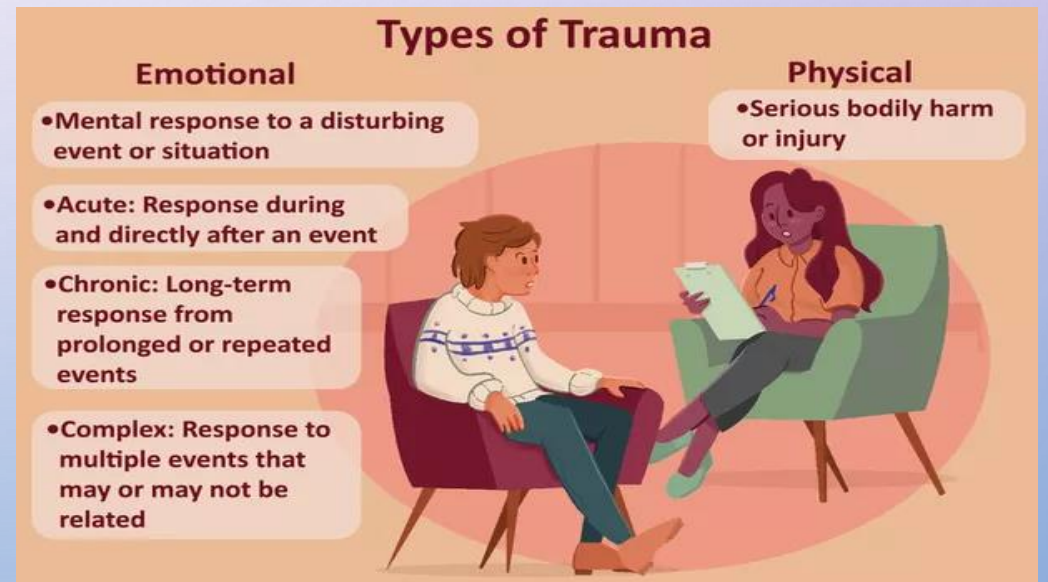 Types of Trauma
Emotional
•Mental response to a disturbing
event or situation
•Acute: Response during
and directly after an event
•Chronic: Long-term
response from
prolonged or repeated
events
•Complex: Response to
multiple events that
may or may not be
related
Physical
•Serious bodily harm
or injury